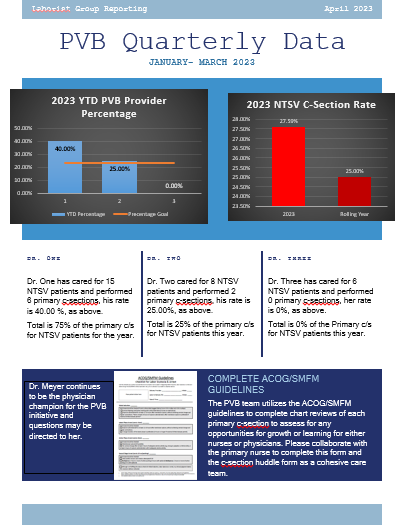 Laborist Group Reporting April 2023
PVB Quarterly Data
JANUARY- MARCH 2023
2023 YTD PVB Provider
Percentage
50.00%
40.00%
30.00%
20.00%
10.00%
0.00%
40.00%
25.00%
0.00%
1 2 3
YTD Percentage Percentage Goal
2023 NTSV C-Section Rate
28.00%
27.50%
27.00%
26.50%
26.00%
25.50%
25.00%
24.50%
24.00%
23.50%
27.59%
25.00%
2023 Rolling Year
DR. ONE
Dr. One has cared for 15
NTSV patients and performed
6 primary c-sections, his rate
is 40.00 %, as above.
Total is 75% of the primary c/s
for NTSV patients for the year.
DR. TWO
Dr. Two cared for 8 NTSV
patients and performed 2
primary c-sections, his rate is
25.00%, as above.
Total is 25% of the primary c/s
for NTSV patients this year.
DR. THREE
Dr. Three has cared for 6
NTSV patients and performed
0 primary c-sections, her rate
is 0%, as above.
Total is 0% of the Primary c/s
for NTSV patients this year.
Dr. Meyer continues
to be the physician
champion for the PVB
initiative and
questions may be
directed to her.
ACOG/SMFM Guidelines
COMPLETE ACOG/SMFM
GUIDELINES
The PVB team utilizes the ACOG/SMFM
guidelines to complete chart reviews of each
primary c-section to assess for any
opportunities for growth or learning for either
nurses or physicians. Please collaborate with
the primary nurse to complete this form and
the c-section huddle form as a cohesive care
team.